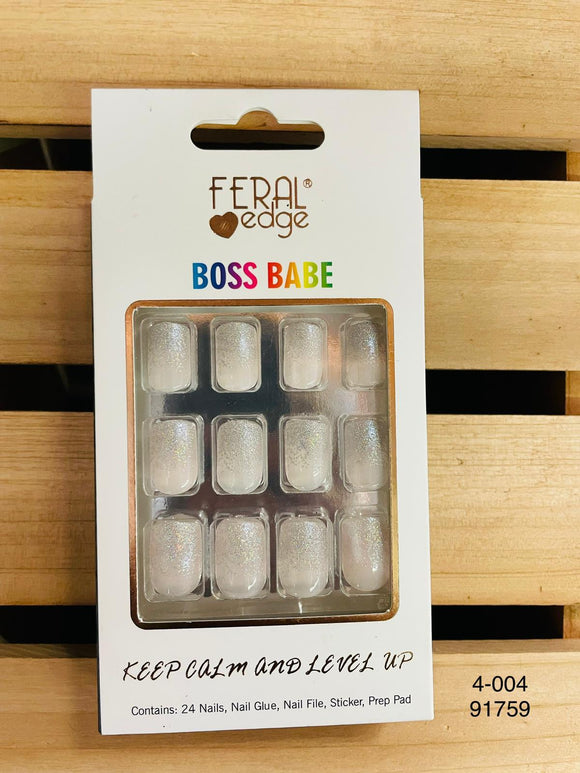 FERAL®
edge
BOSS BABE
KEEP CALM AND LEVEL UP
Contains: 24 Nails, Nail Glue, Nail File, Sticker, Prep Pad
4-004
91759